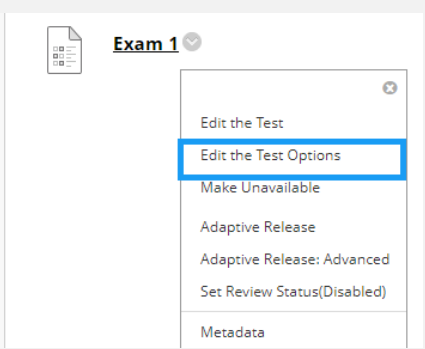 Exam 1
Edit the Test
Edit the Test Options
Make Unavailable
Adaptive Release
Adaptive Release: Advanced
Set Review Status(Disabled)
Metadata